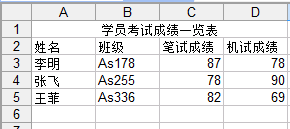 A B C D
1 学员考试成绩一览表
2 姓名 班级 笔试成绩 机试成绩
3 李明 As178 87 78
4 张飞 As255 78 90
5 王菲 As336 82 69